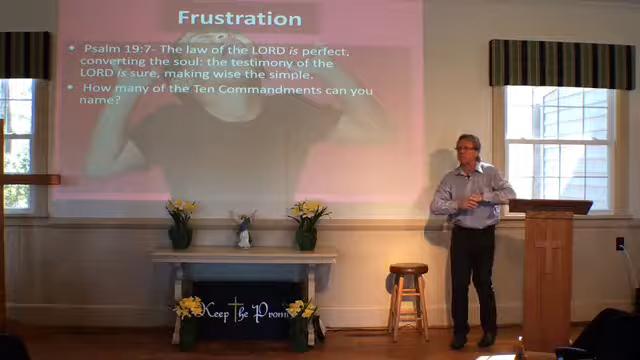 Frustration
• Psalm 19:7- The law of the LORD is perfect,
converting the soul: the testimony of the
LORD is sure, making wise the simple.
• How many of the Ten Commandments can you
name?
Keep the Prom